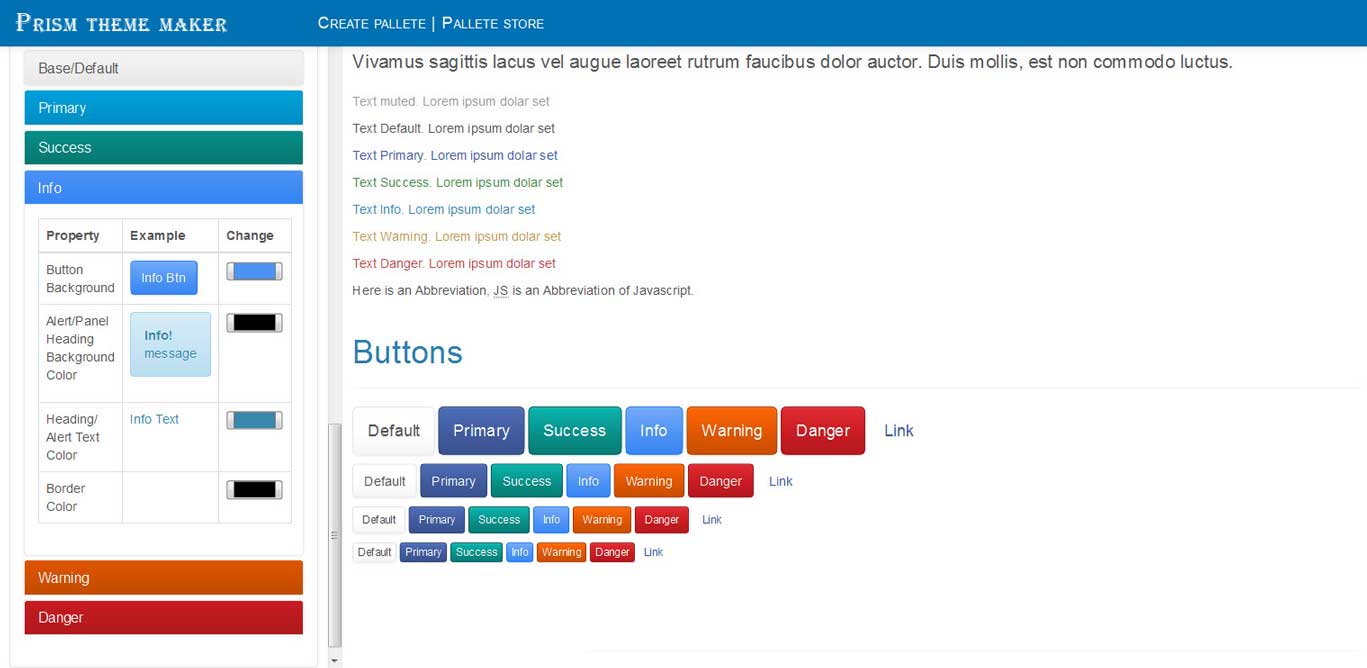 Prism theme maker
Create pallete | Pallete store
Base/Default
Primary
Success
Info
Property Example Change
Button
Background
Info Btn
Alert/Panel
Heading
Background
Color
Info!
message
Heading/
Alert Text
Color
Info Text
Border
Color
Warning
Danger
Vivamus sagittis lacus vel augue laoreet rutrum faucibus dolor auctor. Duis mollis, est non commodo luctus.
Text muted. Lorem ipsum dolar set
Text Default. Lorem ipsum dolar set
Text Primary. Lorem ipsum dolar set
Text Success. Lorem ipsum dolar set
Text Info. Lorem ipsum dolar set
Text Warning. Lorem ipsum dolar set
Text Danger. Lorem ipsum dolar set
Here is an Abbreviation, JS is an Abbreviation of Javascript.
Buttons
Default Primary Success Info Warning Danger Link
Default Primary Success Info Warning Danger Link
Default Primary Success Info Warning Danger Link
Default Primary Success Info Warning Danger Link